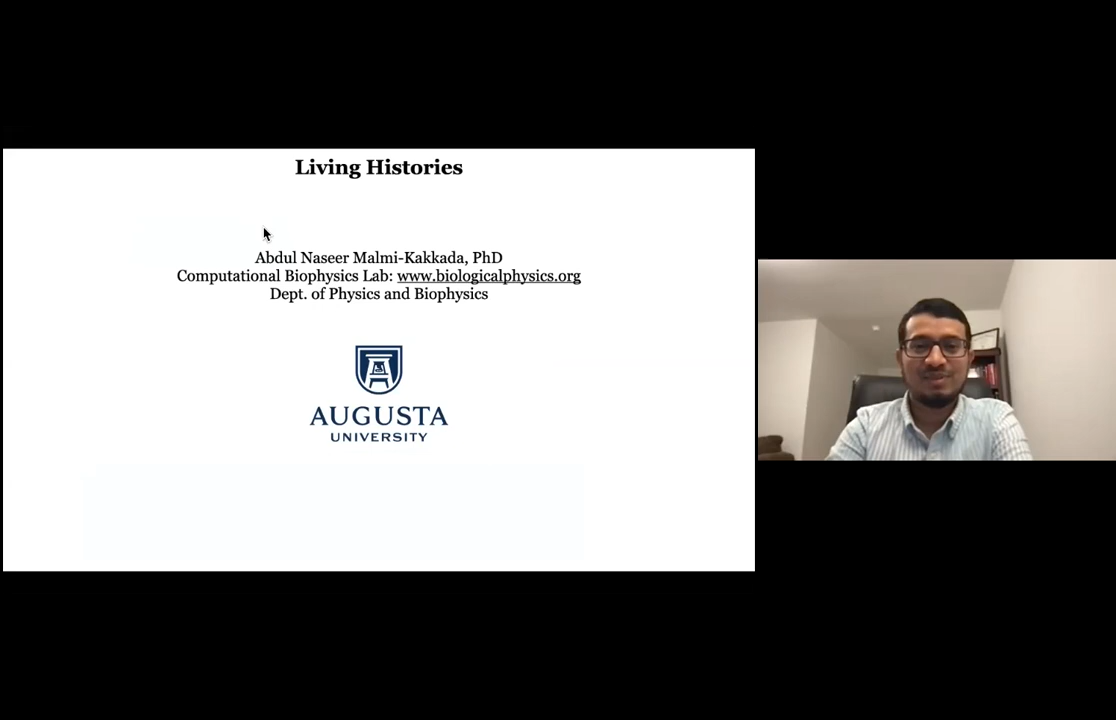 Living Histories
Abdul Naseer Malmi-Kakkada, PhD
Computational Biophysics Lab: www.biologicalphysics.org
Dept. of Physics and Biophysics
AUGUSTA
UNIVERSITY